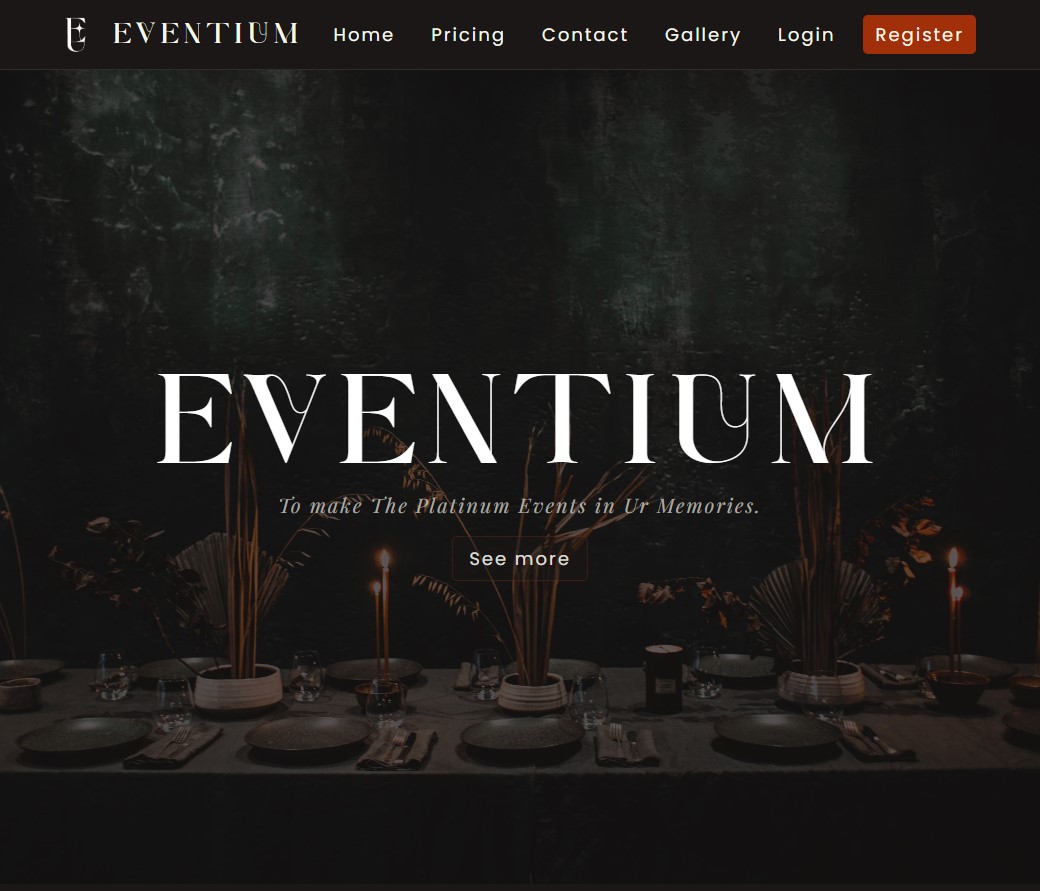 E EVENTIUM Home Pricing Contact Gallery Login Register
EVENTIUM
To make The Platinum Events in Ur Memories.
See more